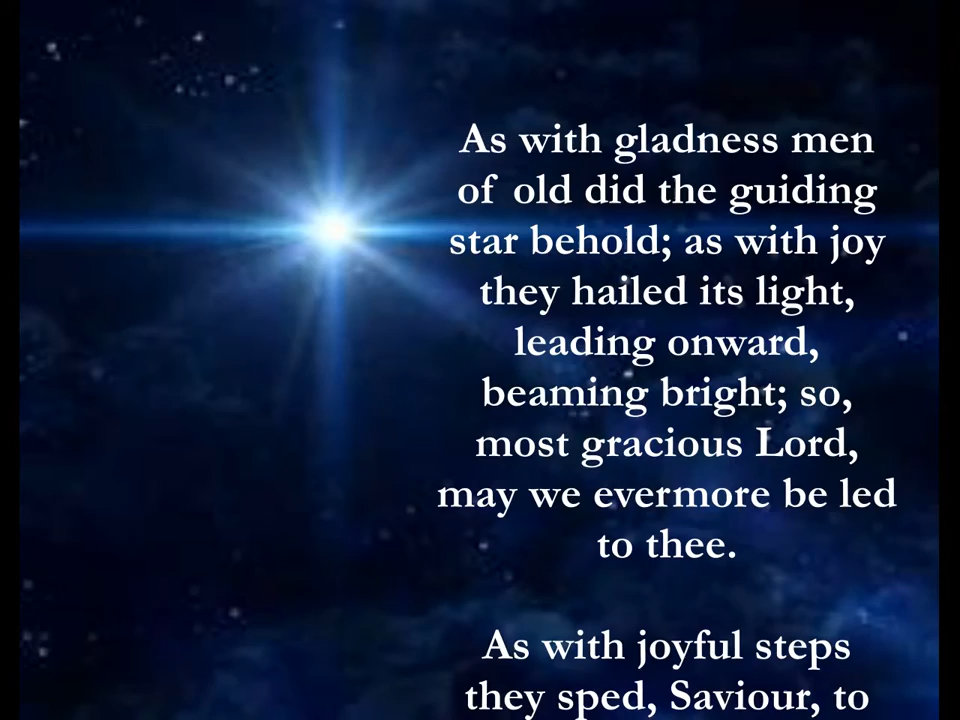 As with gladness men
of old did the guiding
star behold; as with joy
they hailed its light,
leading onward,
beaming bright; so,
most gracious Lord,
may we evermore be led
to thee.
As with joyful steps
they sped, Saviour, to